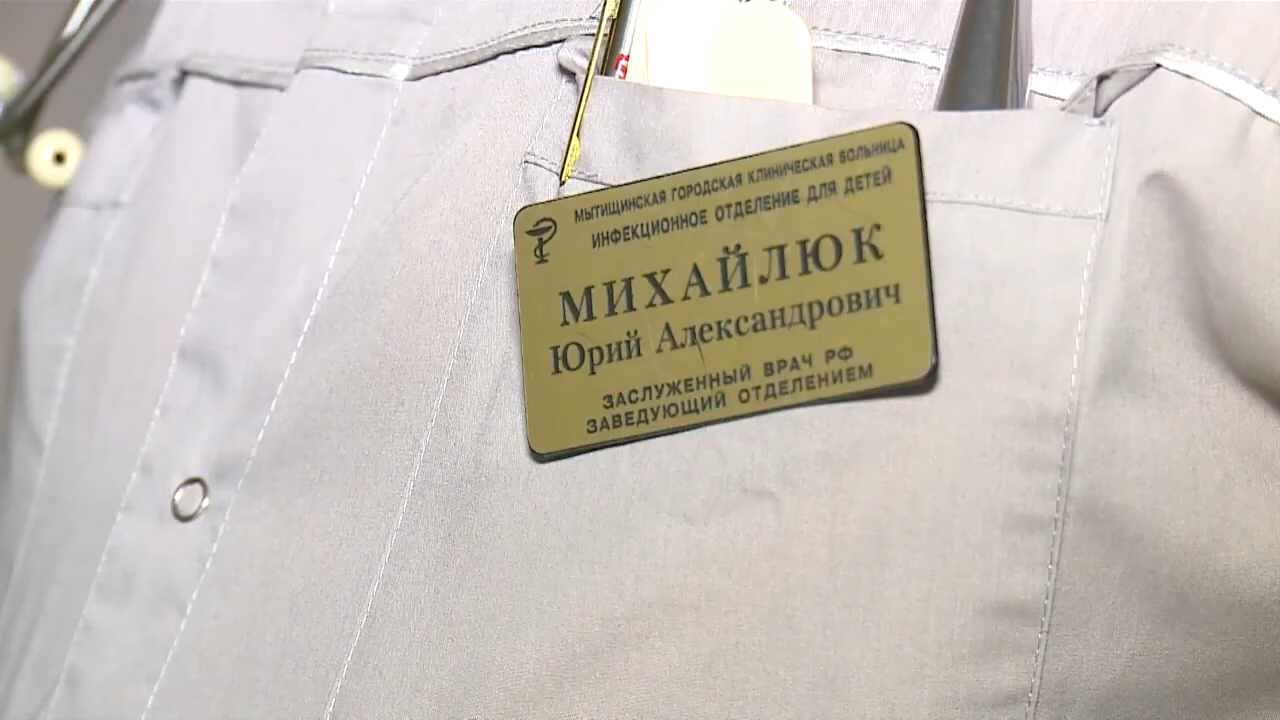 МЫТИЩИНСКАЯ ГОРОДСКАЯ КЛИНИЧЕСКАЯ БОЛЬНИЦА
ИНФЕКЦИОННОЕ ОТДЕЛЕНИЕ ДЛЯ ДЕТЕЙ
МИХАЙЛЮК
Юрий Александрович
ЗАСЛУЖЕННЫЙ ВРАЧ РФ
ЗАВЕДУЮЩИЙ ОТДЕЛЕНИЕМ